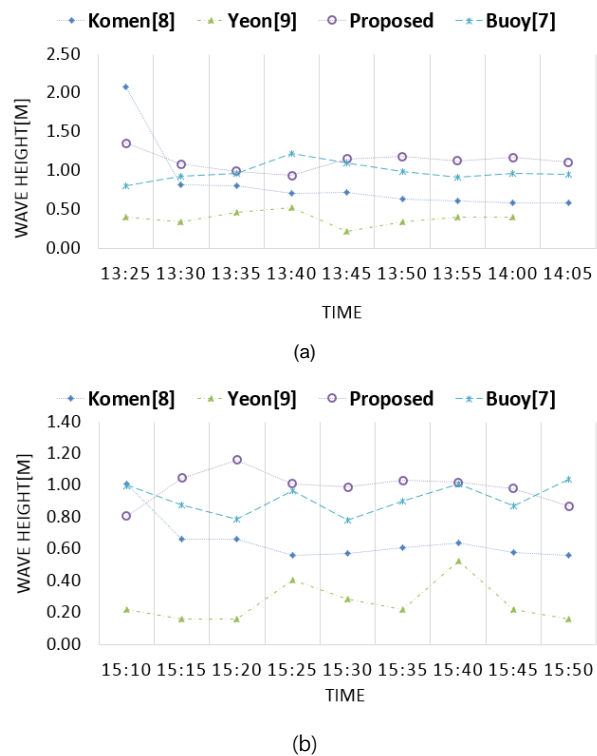 Komen[8] Yeon[9] Proposed Buoy[7]
2.50
2.00
1.50
1.00
0.50
0.00
WAVE HEIGHT[M]
13:25 13:30 13:35 13:40 13:45 13:50 13:55 14:00 14:05
TIME
(a)
Komen[8] Yeon[9] Proposed Buoy[7]
1.40
1.20
1.00
0.80
0.60
0.40
0.20
0.00
WAVE HEIGHT[M]
15:10 15:15 15:20 15:25 15:30 15:35 15:40 15:45 15:50
TIME
(b)